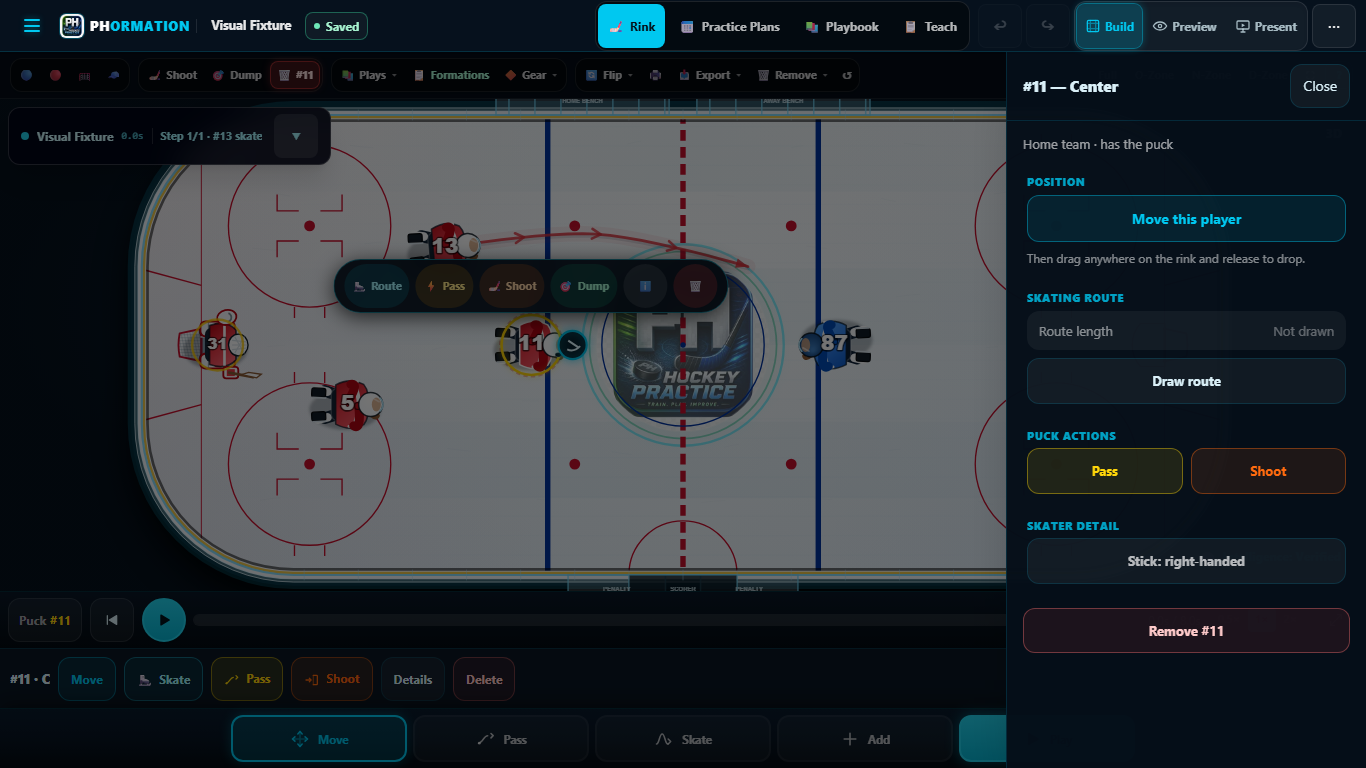 PHORMATION
Visual Fixture
Saved
Rink
Practice Plans
Playbook
Teach
Build
Preview
Present
Shoot
Dump
#11
Plays
Formations
Gear
Flip
Export
Remove
#11 — Center
Close
HOME BENCH
AWAY BENCH
Visual Fixture 0.0s
Step 1/1 · #13 skate
Home team · has the puck
POSITION
Move this player
Then drag anywhere on the rink and release to drop.
13
Route
Pass
Shoot
Dump
SKATING ROUTE
Route length
Not drawn
Draw route
31
11
87
5
HOCKEY
PRACTICE
TRAIN. PLAY. IMPROVE.
PUCK ACTIONS
Pass
Shoot
SKATER DETAIL
Stick: right-handed
PENALTY
SCORER
PENALTY
Puck #11
Remove #11
#11 · C
Move
Skate
Pass
Shoot
Details
Delete
Move
Pass
Skate
Add